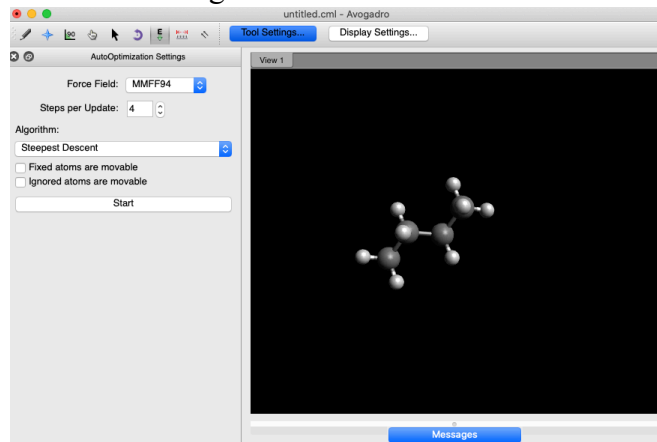 untitled.cml - Avogadro
Tool Settings... Display Settings...
AutoOptimization Settings
View 1
Force Field: MMFF94
Steps per Update: 4
Algorithm:
Steepest Descent
Fixed atoms are movable
Ignored atoms are movable
Start
Messages